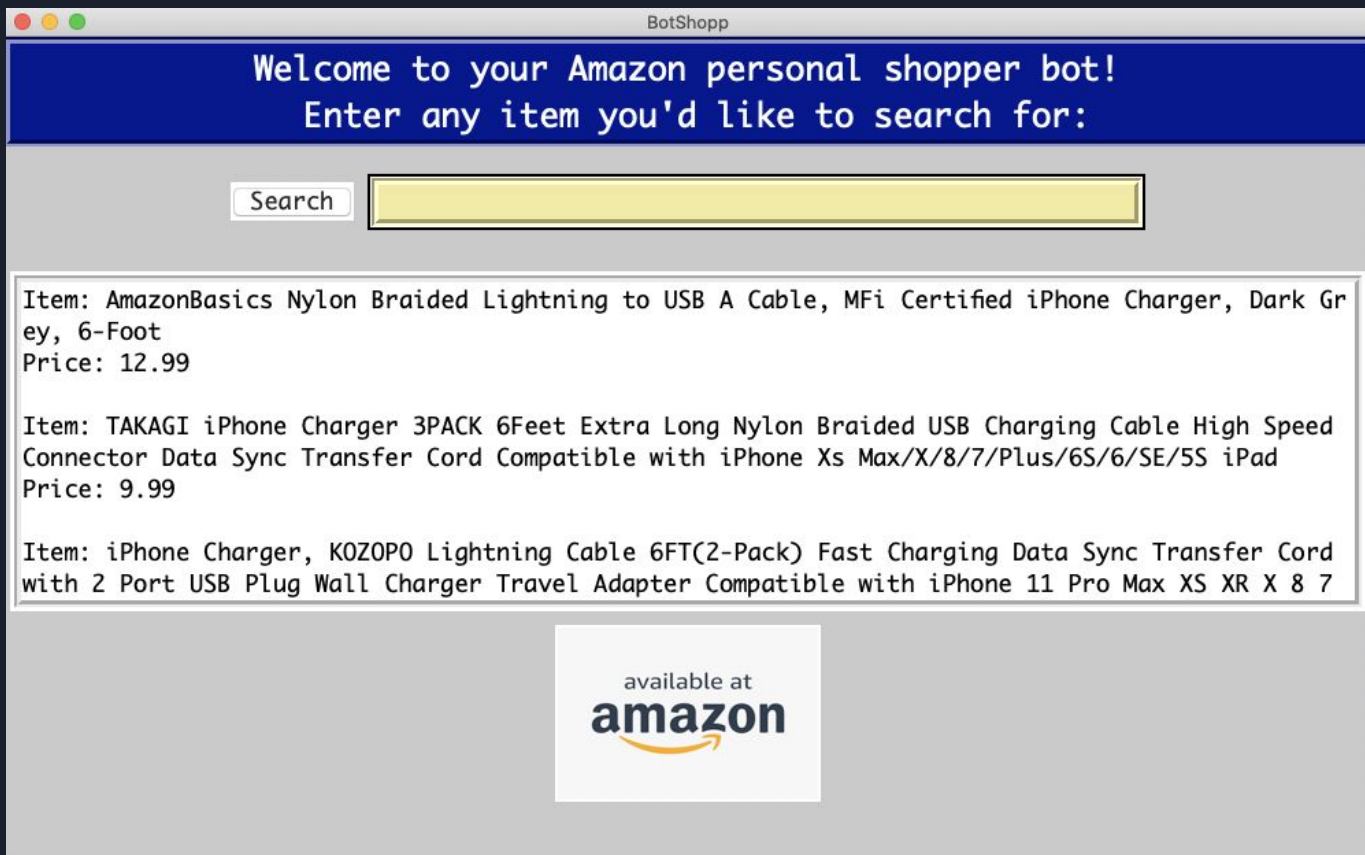 BotShopp
Welcome to your Amazon personal shopper bot!
Enter any item you'd like to search for:
Search
Item: AmazonBasics Nylon Braided Lightning to USB A Cable, MFi Certified iPhone Charger, Dark Gr
ey, 6-Foot
Price: 12.99
Item: TAKAGI iPhone Charger 3PACK 6Feet Extra Long Nylon Braided USB Charging Cable High Speed
Connector Data Sync Transfer Cord Compatible with iPhone Xs Max/X/8/7/Plus/6S/6/SE/5S iPad
Price: 9.99
Item: iPhone Charger, KOZOPO Lightning Cable 6FT(2-Pack) Fast Charging Data Sync Transfer Cord
with 2 Port USB Plug Wall Charger Travel Adapter Compatible with iPhone 11 Pro Max XS XR X 8 7
available at
amazon